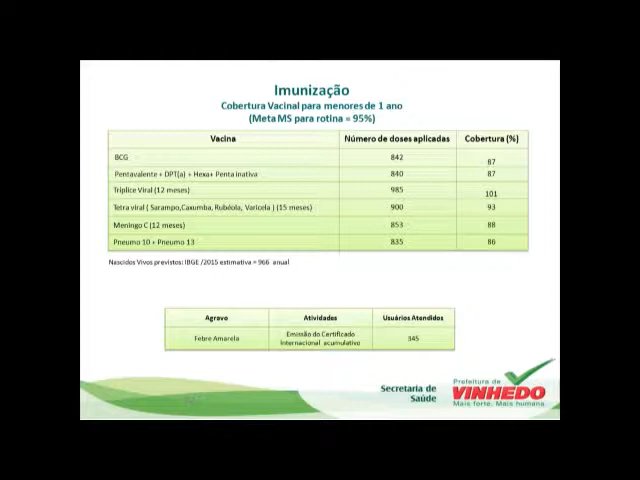 Imunização
Cobertura Vacinal para menores de 1 ano
(Meta MS para rotina = 95%)
Vacina Número de doses aplicadas Cobertura (%)
BCG 842 87
Pentavalente + DPT(a) + Hexa+ Penta inativa 840 87
Tríplice Viral (12 meses) 985 101
Tetra viral ( Sarampo,Caxumba, Rubéola, Varicela ) (15 meses) 900 93
Meningo C (12 meses) 853 88
Pneumo 10 + Pneumo 13 835 86
Nascidos Vivos previstos: IBGE /2015 estimativa = 966 anual
Agravo Atividades Usuários Atendidos
Febre Amarela Emissão do Certificado Internacional acumulativo 345
Secretaria de
Saúde
Prefeitura de
VINHEDO
Mais forte. Mais humana.